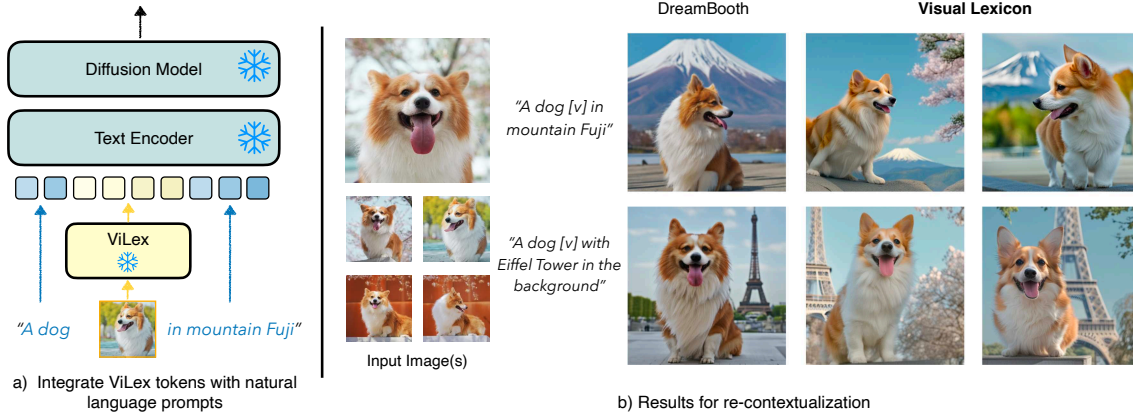 Diffusion Model
Text Encoder
ViLex
"A dog
in mountain Fuji"
a) Integrate ViLex tokens with natural
language prompts
Input Image(s)
DreamBooth
Visual Lexicon
"A dog [v] in
mountain Fuji"
"A dog [v] with
Eiffel Tower in the
background"
b) Results for re-contextualization